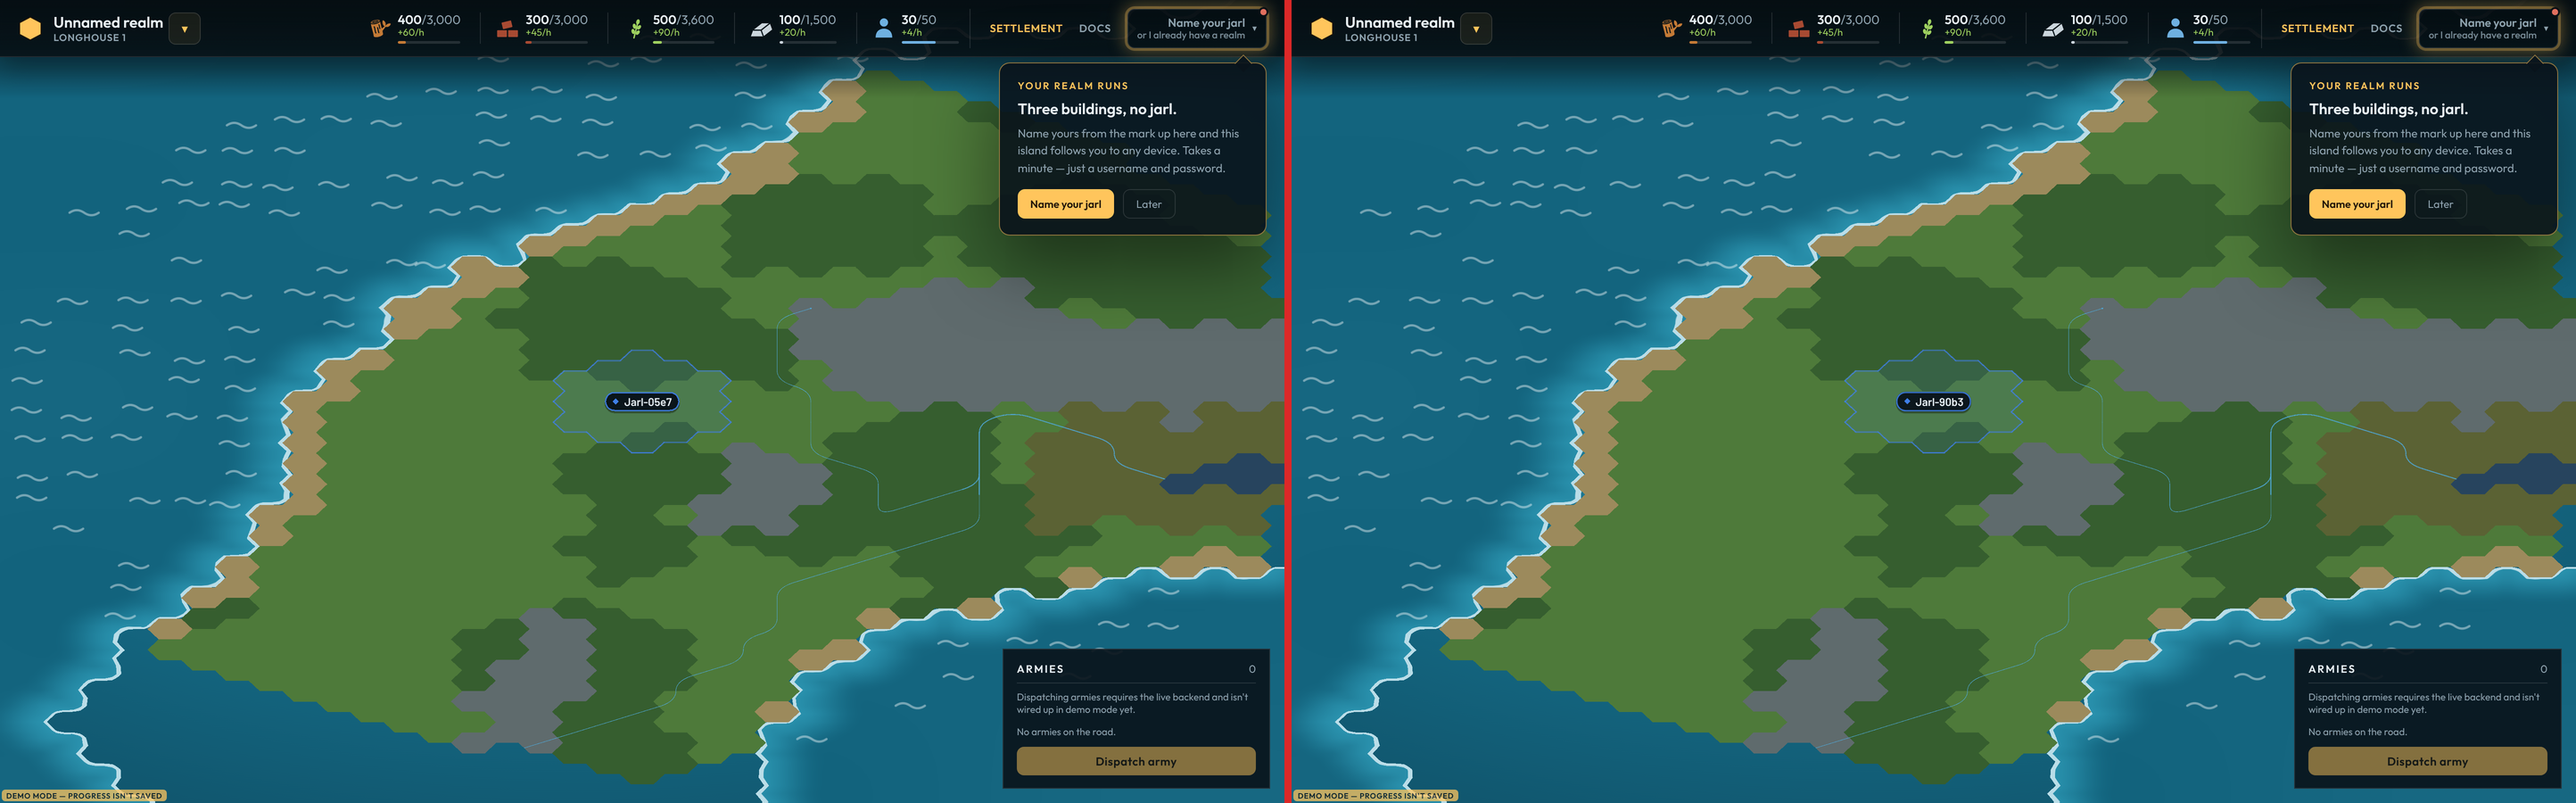 Unnamed realm
LONGHOUSE 1
▼
400/3,000
+60/h
300/3,000
+45/h
500/3,600
+90/h
100/1,500
+20/h
30/50
+4/h
SETTLEMENT
DOCS
Name your jarl
or I already have a realm
▾
YOUR REALM RUNS
Three buildings, no jarl.
Name yours from the mark up here and this
island follows you to any device. Takes a
minute — just a username and password.
Name your jarl
Later
Jarl-05e7
ARMIES
0
Dispatching armies requires the live backend and isn't
wired up in demo mode yet.
No armies on the road.
Dispatch army
DEMO MODE — PROGRESS ISN'T SAVED
Unnamed realm
LONGHOUSE 1
▼
400/3,000
+60/h
300/3,000
+45/h
500/3,600
+90/h
100/1,500
+20/h
30/50
+4/h
SETTLEMENT
DOCS
Name your jarl
or I already have a realm
▾
YOUR REALM RUNS
Three buildings, no jarl.
Name yours from the mark up here and this
island follows you to any device. Takes a
minute — just a username and password.
Name your jarl
Later
Jarl-90b3
ARMIES
0
Dispatching armies requires the live backend and isn't
wired up in demo mode yet.
No armies on the road.
Dispatch army
DEMO MODE — PROGRESS ISN'T SAVED